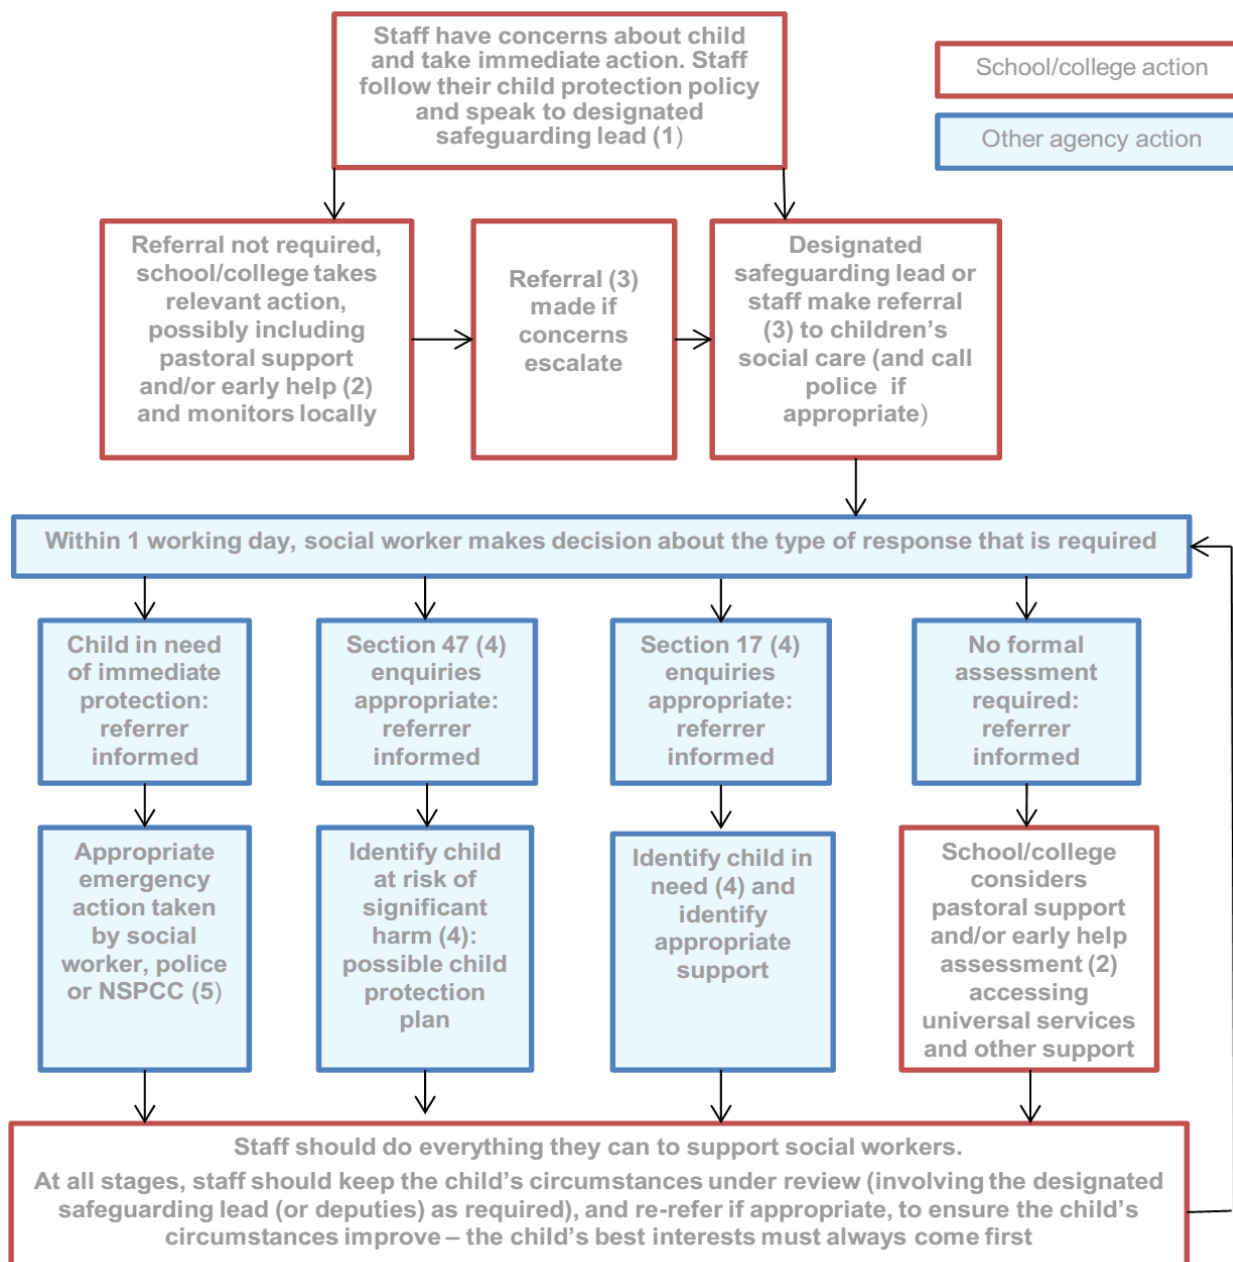 Staff have concerns about child
and take immediate action. Staff
follow their child protection policy
and speak to designated
safeguarding lead (1)
School/college action
Other agency action
Referral not required,
school/college takes
relevant action,
possibly including
pastoral support
and/or early help (2)
and monitors locally
Referral (3)
made if
concerns
escalate
Designated
safeguarding lead or
staff make referral
(3) to children’s
social care (and call
police if
appropriate)
Within 1 working day, social worker makes decision about the type of response that is required
Child in need
of immediate
protection:
referrer
informed
Section 47 (4)
enquiries
appropriate:
referrer
informed
Section 17 (4)
enquiries
appropriate:
referrer
informed
No formal
assessment
required:
referrer
informed
Appropriate
emergency
action taken
by social
worker, police
or NSPCC (5)
Identify child
at risk of
significant
harm (4):
possible child
protection
plan
Identify child in
need (4) and
identify
appropriate
support
School/college
considers
pastoral support
and/or early help
assessment (2)
accessing
universal services
and other support
Staff should do everything they can to support social workers.
At all stages, staff should keep the child’s circumstances under review (involving the designated
safeguarding lead (or deputies) as required), and re-refer if appropriate, to ensure the child’s
circumstances improve – the child’s best interests must always come first